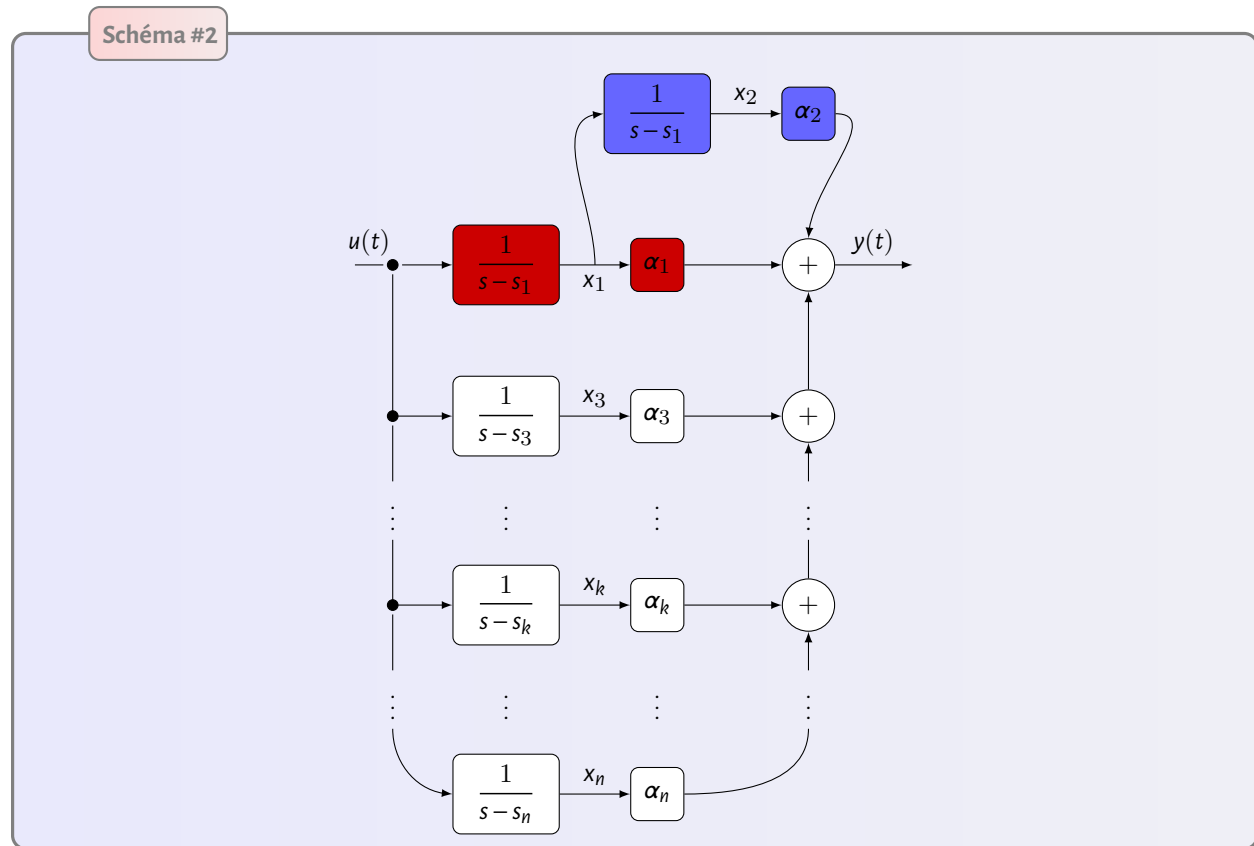 Schéma #2
1 x₂ α₂
s − s₁
u(t) 1 α₁ + y(t)
s − s₁ x₁
1 x₃ α₃ +
s − s₃
⋮ ⋮ ⋮ ⋮
1 xₖ αₖ +
s − sₖ
⋮ ⋮ ⋮ ⋮
1 xₙ αₙ
s − sₙ